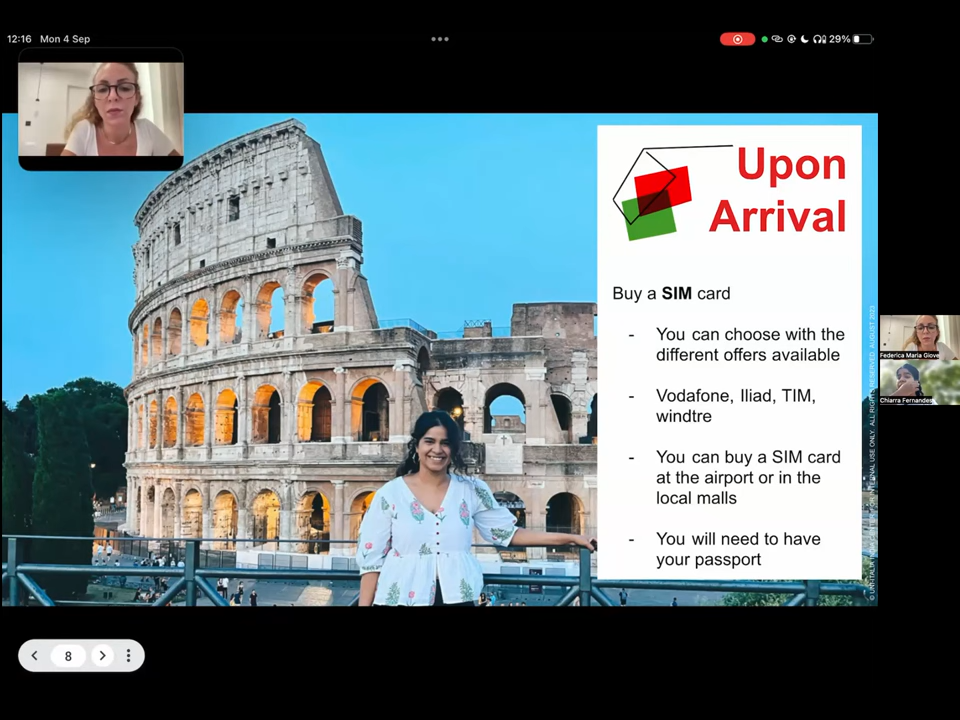 12:16 Mon 4 Sep
29%
Upon
Arrival
Buy a SIM card
- You can choose with the
different offers available
- Vodafone, Iliad, TIM,
windtre
- You can buy a SIM card
at the airport or in the
local malls
- You will need to have
your passport
Federica Maria Giove
Chiarra Fernandes
8